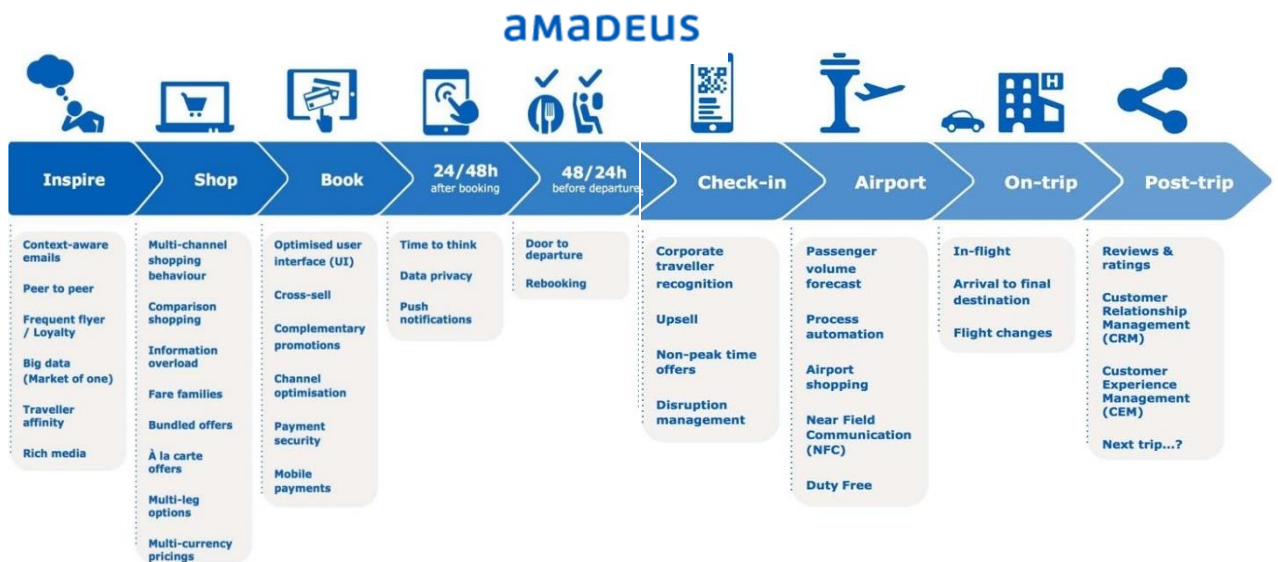 aMaDEUS
H
Inspire
Shop
Book
24/48h
after booking
48/24h
before departure
Check-in
Airport
On-trip
Post-trip
Context-aware
emails
Peer to peer
Frequent flyer
/ Loyalty
Big data
(Market of one)
Traveller
affinity
Rich media
Multi-channel
shopping
behaviour
Comparison
shopping
Information
overload
Fare families
Bundled offers
À la carte
offers
Multi-leg
options
Multi-currency
pricings
Optimised user
interface (UI)
Cross-sell
Complementary
promotions
Channel
optimisation
Payment
security
Mobile
payments
Time to think
Data privacy
Push
notifications
Door to
departure
Rebooking
Corporate
traveller
recognition
Upsell
Non-peak time
offers
Disruption
management
Passenger
volume
forecast
Process
automation
Airport
shopping
Near Field
Communication
(NFC)
Duty Free
In-flight
Arrival to final
destination
Flight changes
Reviews &
ratings
Customer
Relationship
Management
(CRM)
Customer
Experience
Management
(CEM)
Next trip...?